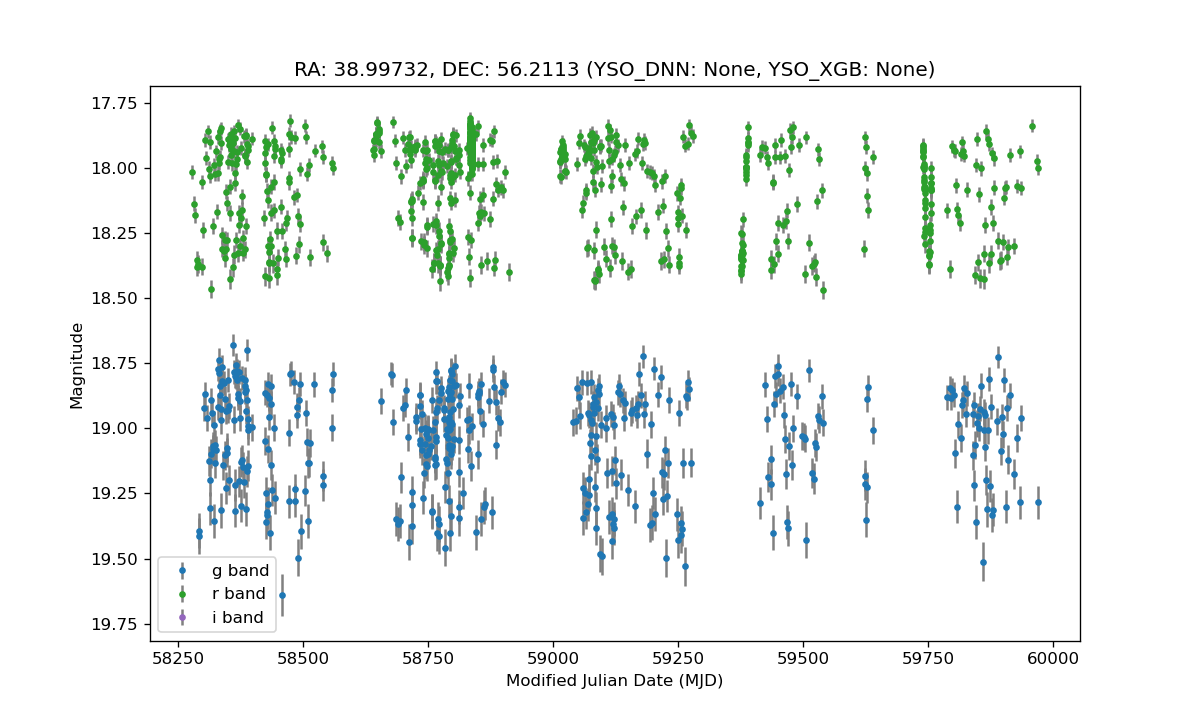 RA: 38.99732, DEC: 56.2113 (YSO_DNN: None, YSO_XGB: None)
17.75
18.00
18.25
18.50
18.75
19.00
19.25
19.50
19.75
Magnitude
g band
r band
i band
58250 58500 58750 59000 59250 59500 59750 60000
Modified Julian Date (MJD)